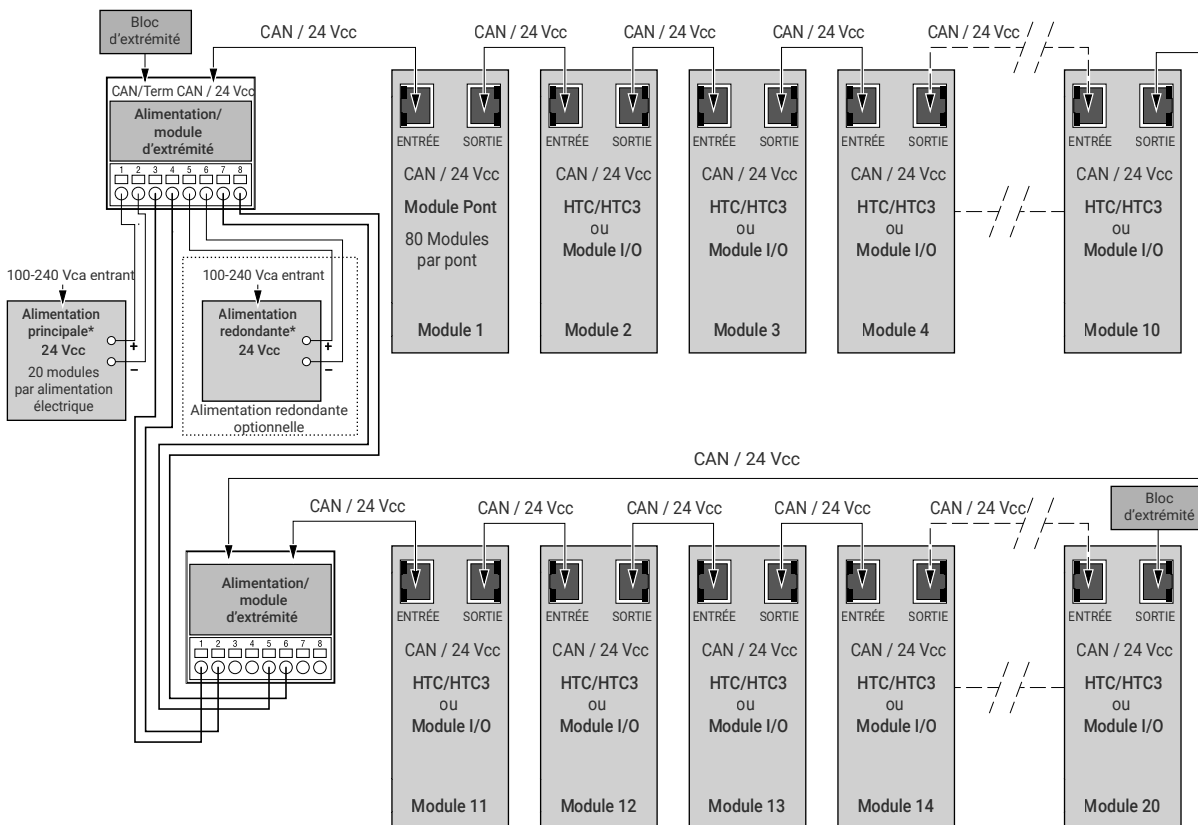 Bloc
d'extrémité
CAN / 24 Vcc
CAN / 24 Vcc
CAN / 24 Vcc
CAN / 24 Vcc
CAN / 24 Vcc
CAN/Term CAN / 24 Vcc
Alimentation/
module
d'extrémité
1 2 3 4 5 6 7 8
ENTRÉE SORTIE
CAN / 24 Vcc
Module Pont
80 Modules
par pont
Module 1
ENTRÉE SORTIE
CAN / 24 Vcc
HTC/HTC3
ou
Module I/O
Module 2
ENTRÉE SORTIE
CAN / 24 Vcc
HTC/HTC3
ou
Module I/O
Module 3
ENTRÉE SORTIE
CAN / 24 Vcc
HTC/HTC3
ou
Module I/O
Module 4
ENTRÉE SORTIE
CAN / 24 Vcc
HTC/HTC3
ou
Module I/O
Module 10
100-240 Vca entrant
Alimentation
principale*
24 Vcc
+
–
20 modules
par alimentation
électrique
100-240 Vca entrant
Alimentation
redondante*
24 Vcc
+
–
Alimentation redondante
optionnelle
CAN / 24 Vcc
Bloc
d'extrémité
CAN / 24 Vcc
CAN / 24 Vcc
CAN / 24 Vcc
CAN / 24 Vcc
CAN / 24 Vcc
Alimentation/
module
d'extrémité
1 2 3 4 5 6 7 8
ENTRÉE SORTIE
CAN / 24 Vcc
HTC/HTC3
ou
Module I/O
Module 11
ENTRÉE SORTIE
CAN / 24 Vcc
HTC/HTC3
ou
Module I/O
Module 12
ENTRÉE SORTIE
CAN / 24 Vcc
HTC/HTC3
ou
Module I/O
Module 13
ENTRÉE SORTIE
CAN / 24 Vcc
HTC/HTC3
ou
Module I/O
Module 14
ENTRÉE SORTIE
CAN / 24 Vcc
HTC/HTC3
ou
Module I/O
Module 20